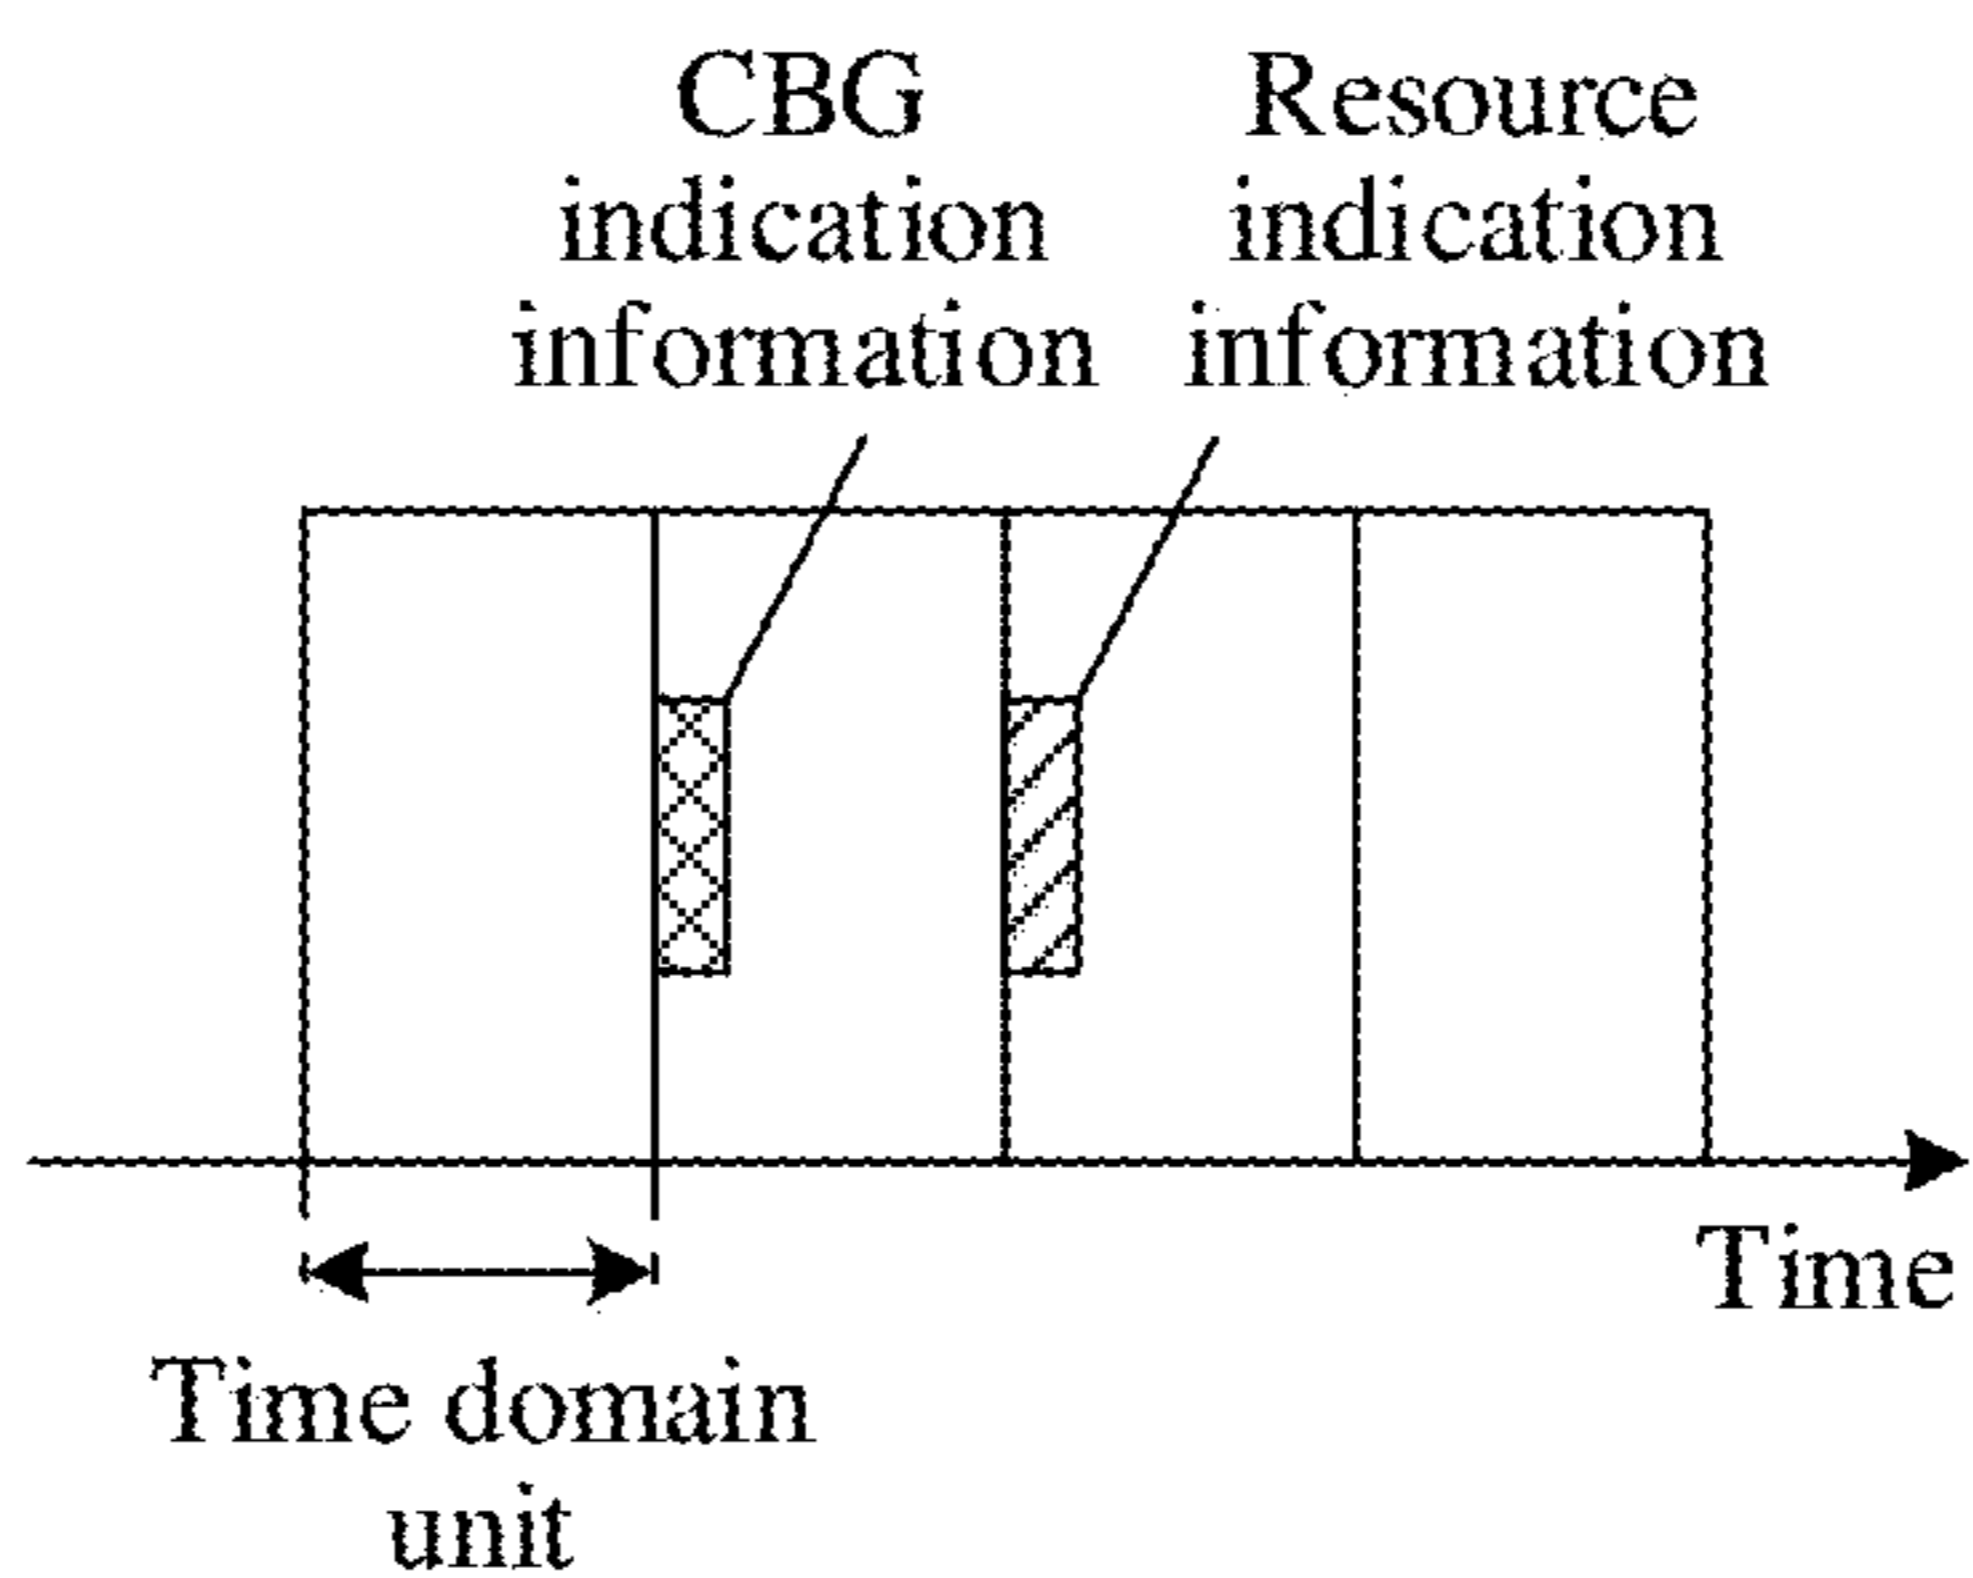 CBG
indication
information
Resource
indication
information
Time
Time domain
unit